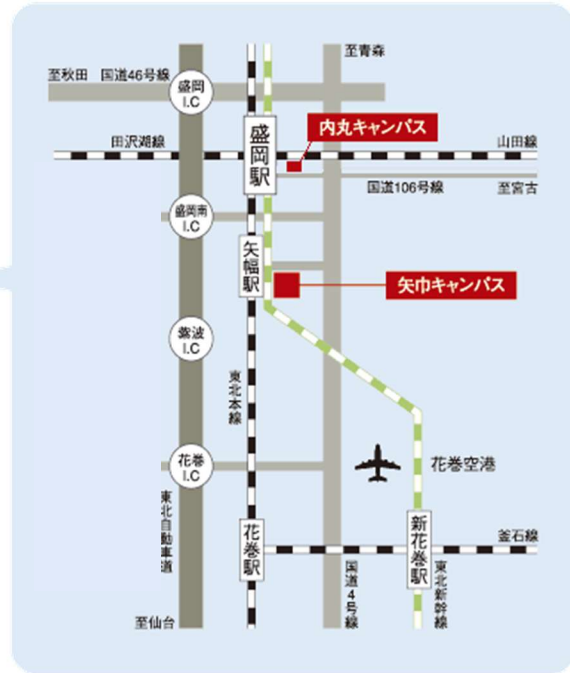 至青森
至秋田 国道46号線
盛岡
I.C
内丸キャンパス
盛岡駅
田沢湖線
山田線
国道106号線
至宮古
盛岡南
I.C
矢幅駅
矢巾キャンパス
紫波
I.C
東北本線
花巻
I.C
花巻空港
東北自動車道
花巻駅
新花巻駅
釜石線
国道4号線
東北新幹線
至仙台